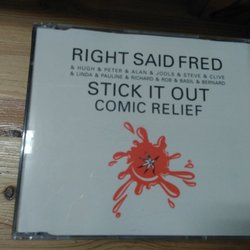 RIGHT SAID FRED
& HUGH & PETER & ALAN & JOOLS & STEVE & CLIVE
& LINDA & PAULINE & RICHARD & ROB & BASIL & BERNARD
STICK IT OUT
COMIC RELIEF